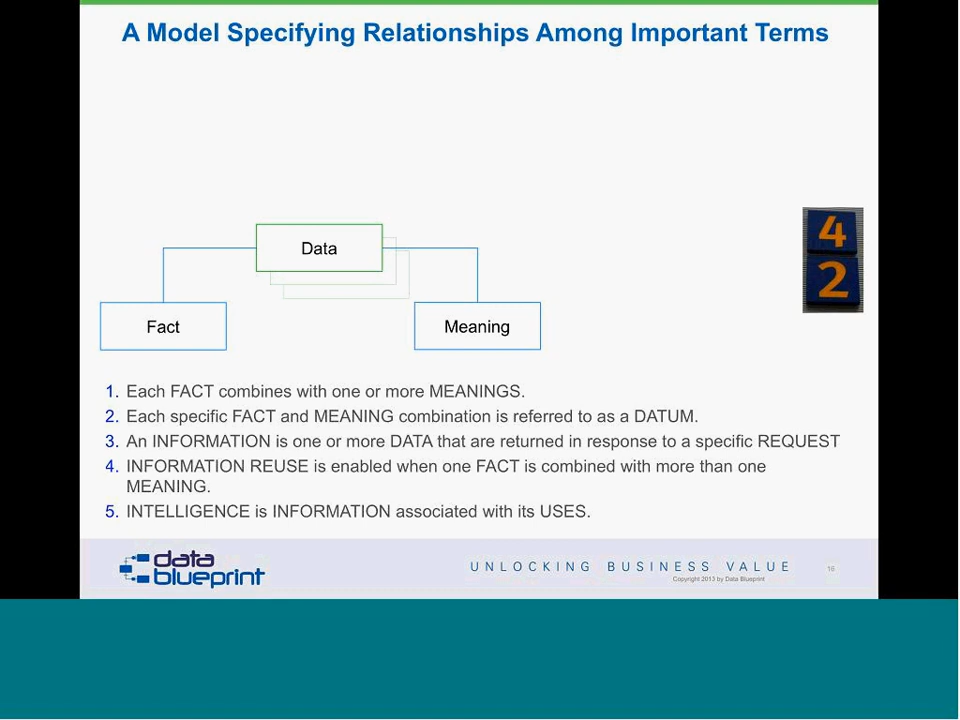 A Model Specifying Relationships Among Important Terms
Data
Fact
Meaning
4
2
1. Each FACT combines with one or more MEANINGS.
2. Each specific FACT and MEANING combination is referred to as a DATUM.
3. An INFORMATION is one or more DATA that are returned in response to a specific REQUEST
4. INFORMATION REUSE is enabled when one FACT is combined with more than one
MEANING.
5. INTELLIGENCE is INFORMATION associated with its USES.
data
blueprint
UNLOCKING BUSINESS VALUE
Copyright 2013 by Data Blueprint
16